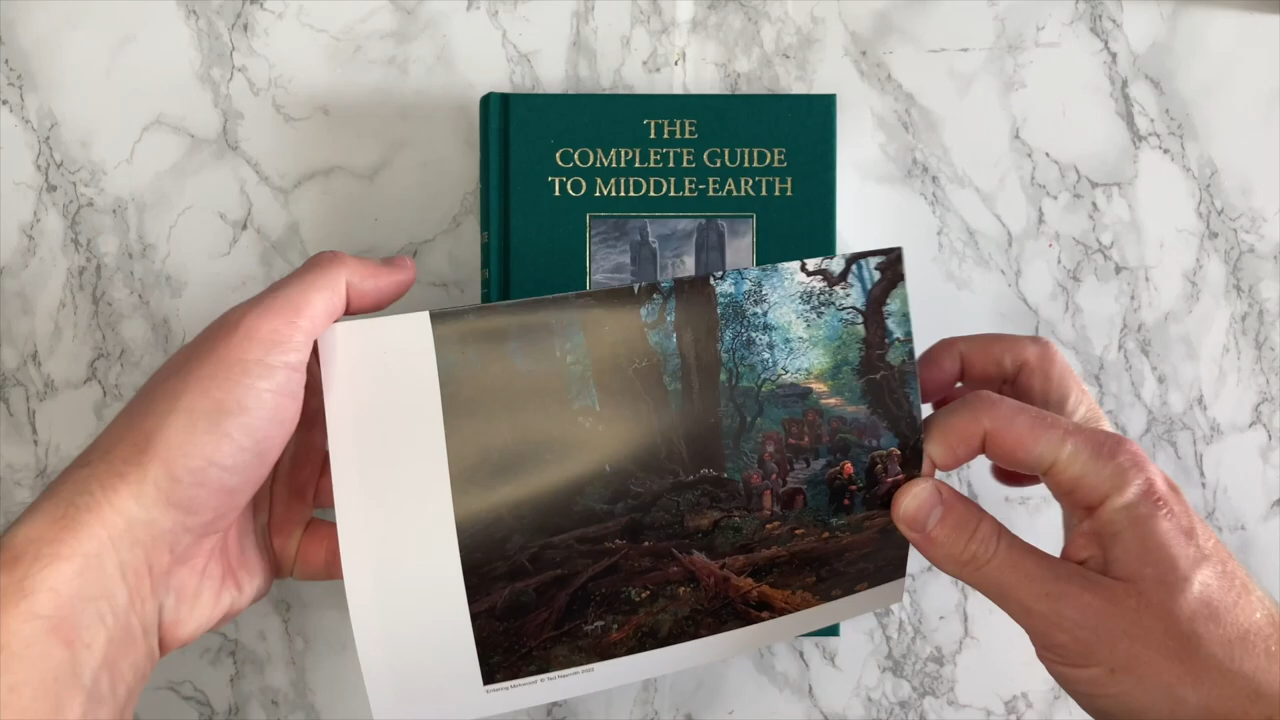 THE
COMPLETE GUIDE
TO MIDDLE-EARTH
'Entering Mirkwood' © Ted Nasmith 2022